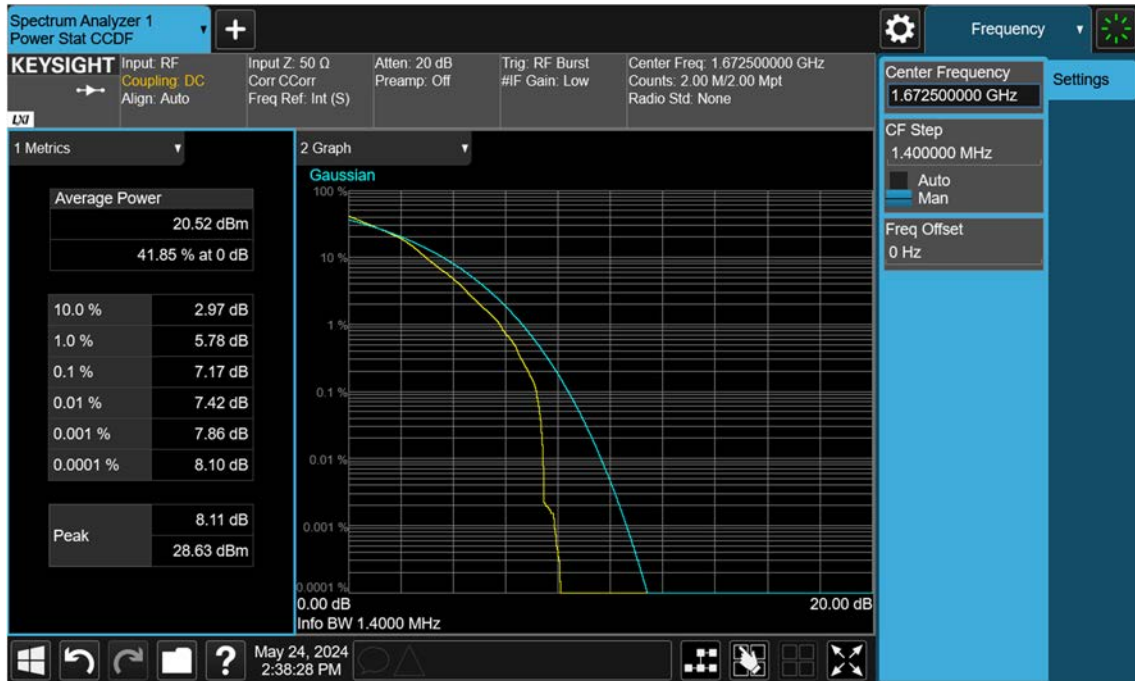 Spectrum Analyzer 1
Power Stat CCDF
+
Frequency
KEYSIGHT
LXI
Input: RF
Coupling: DC
Align: Auto
Input Z: 50 Ω
Corr CCorr
Freq Ref: Int (S)
Atten: 20 dB
Preamp: Off
Trig: RF Burst
#IF Gain: Low
Center Freq: 1.672500000 GHz
Counts: 2.00 M/2.00 Mpt
Radio Std: None
Center Frequency
1.672500000 GHz
Settings
CF Step
1.400000 MHz
Auto
Man
Freq Offset
0 Hz
1 Metrics
Average Power
20.52 dBm
41.85 % at 0 dB
10.0 % 2.97 dB
1.0 % 5.78 dB
0.1 % 7.17 dB
0.01 % 7.42 dB
0.001 % 7.86 dB
0.0001 % 8.10 dB
Peak
8.11 dB
28.63 dBm
2 Graph
Gaussian
100 %
10 %
1 %
0.1 %
0.01 %
0.001 %
0.0001 %
0.00 dB 20.00 dB
Info BW 1.4000 MHz
?
May 24, 2024
2:38:28 PM